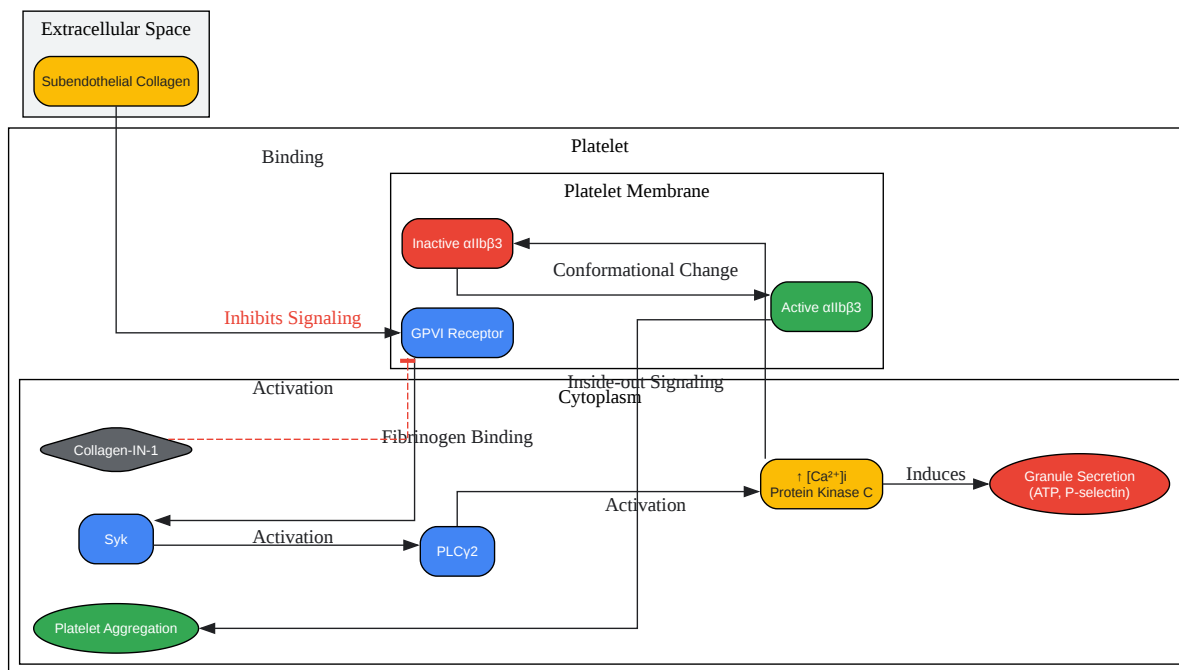 Extracellular Space
Subendothelial Collagen
Platelet
Binding
Platelet Membrane
Inactive αIIbβ3
Conformational Change
Active αIIbβ3
Inhibits Signaling
GPVI Receptor
Activation
Inside-out Signaling
Cytoplasm
Collagen-IN-1
Fibrinogen Binding
↑ [Ca²⁺]i
Protein Kinase C
Induces
Granule Secretion
(ATP, P-selectin)
Activation
Syk
Activation
PLCγ2
Platelet Aggregation